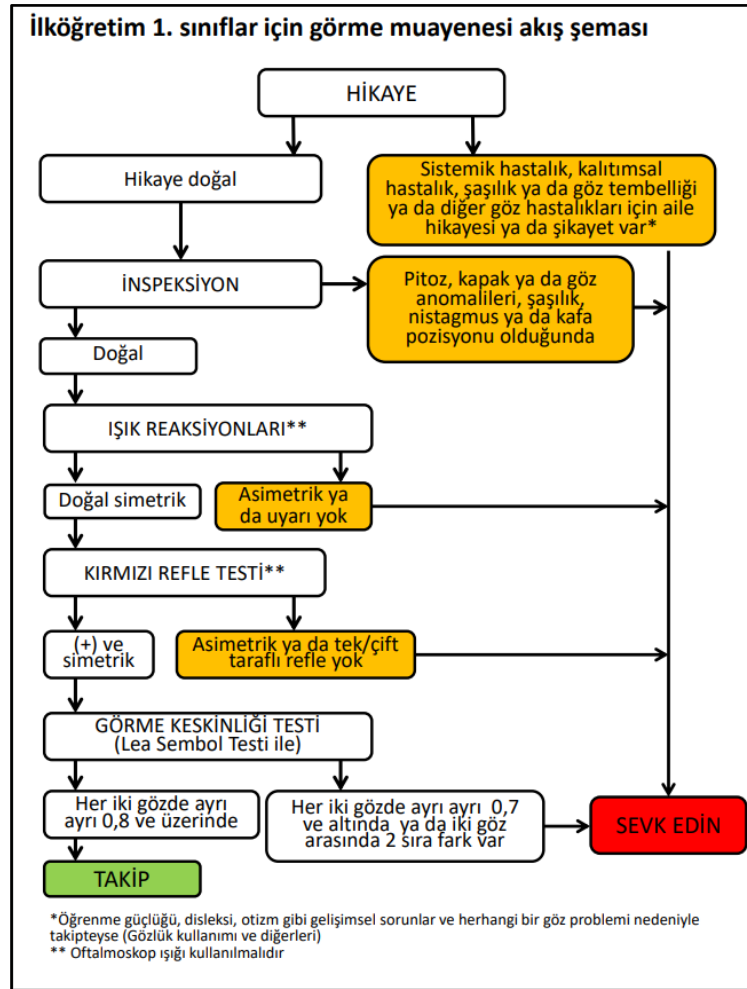 İlköğretim 1. sınıflar için görme muayenesi akış şeması
HİKAYE
Hikaye doğal
Sistemik hastalık, kalıtımsal
hastalık, şaşılık ya da göz tembelliği
ya da diğer göz hastalıkları için aile
hikayesi ya da şikayet var*
İNSPEKSİYON
Pitoz, kapak ya da göz
anomalileri, şaşılık,
nistagmus ya da kafa
pozisyonu olduğunda
Doğal
IŞIK REAKSİYONLARI**
Doğal simetrik
Asimetrik ya
da uyarı yok
KIRMIZI REFLE TESTİ**
(+) ve
simetrik
Asimetrik ya da tek/çift
taraflı refle yok
GÖRME KESKİNLİĞİ TESTİ
(Lea Sembol Testi ile)
Her iki gözde ayrı
ayrı 0,8 ve üzerinde
Her iki gözde ayrı ayrı 0,7
ve altında ya da iki göz
arasında 2 sıra fark var
SEVK EDİN
TAKİP
*Öğrenme güçlüğü, disleksi, otizm gibi gelişimsel sorunlar ve herhangi bir göz problemi nedeniyle
takipteyse (Gözlük kullanımı ve diğerleri)
** Oftalmoskop ışığı kullanılmalıdır